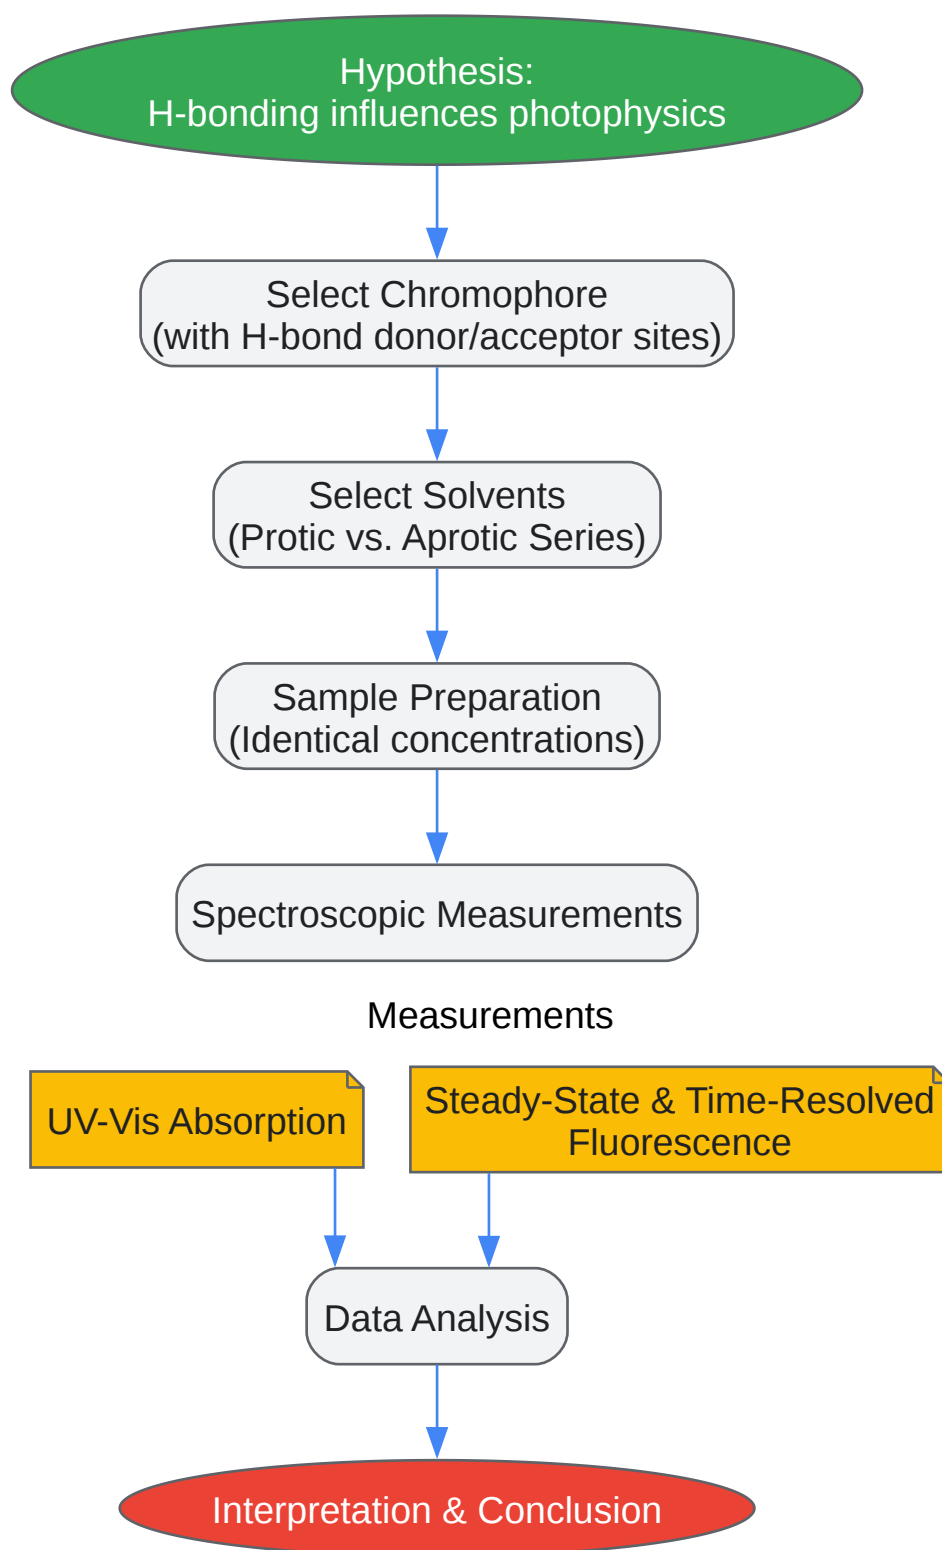 Hypothesis:
H-bonding influences photophysics
Select Chromophore
(with H-bond donor/acceptor sites)
Select Solvents
(Protic vs. Aprotic Series)
Sample Preparation
(Identical concentrations)
Spectroscopic Measurements
Measurements
UV-Vis Absorption
Steady-State & Time-Resolved
Fluorescence
Data Analysis
Interpretation & Conclusion